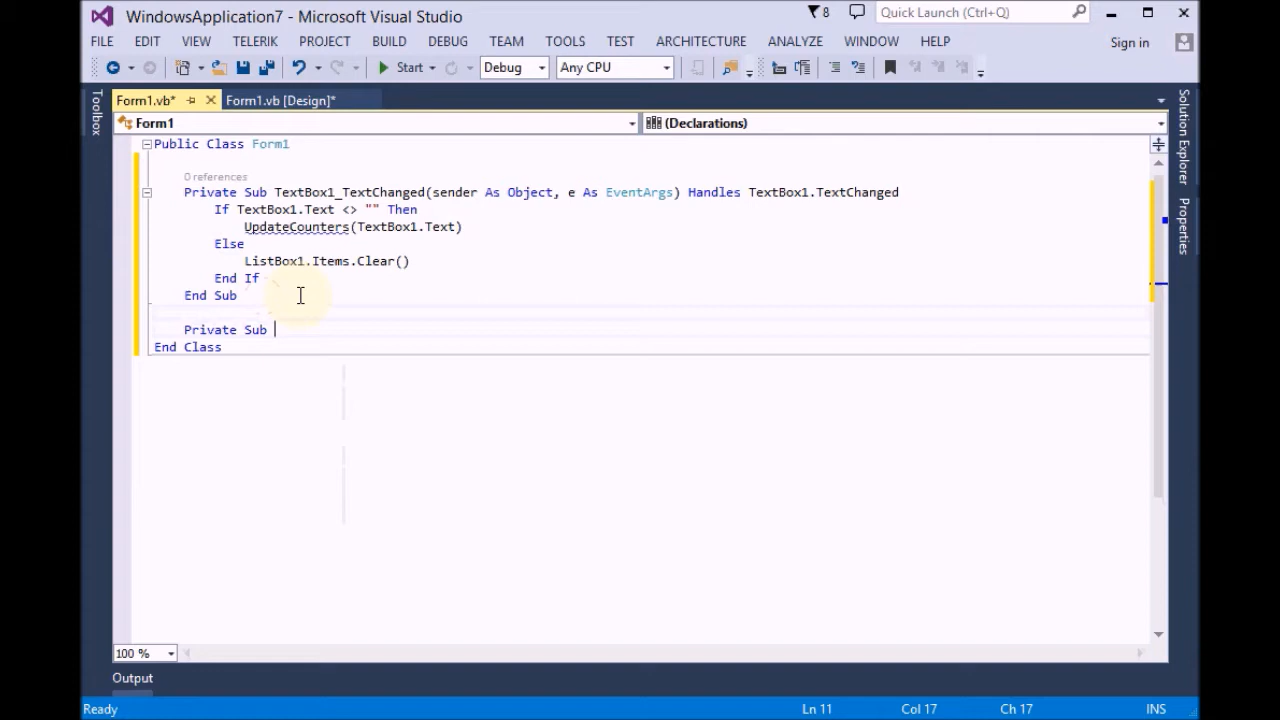 WindowsApplication7 - Microsoft Visual Studio
8
Quick Launch (Ctrl+Q)
FILE EDIT VIEW TELERIK PROJECT BUILD DEBUG TEAM TOOLS TEST ARCHITECTURE ANALYZE WINDOW HELP
Sign in
Start Debug Any CPU
Toolbox
Form1.vb* Form1.vb [Design]*
Form1 (Declarations)
Solution Explorer
Properties
Public Class Form1
0 references
Private Sub TextBox1_TextChanged(sender As Object, e As EventArgs) Handles TextBox1.TextChanged
If TextBox1.Text <> "" Then
UpdateCounters(TextBox1.Text)
Else
ListBox1.Items.Clear()
End If
End Sub
Private Sub
End Class
100 %
Output
Ready Ln 11 Col 17 Ch 17 INS